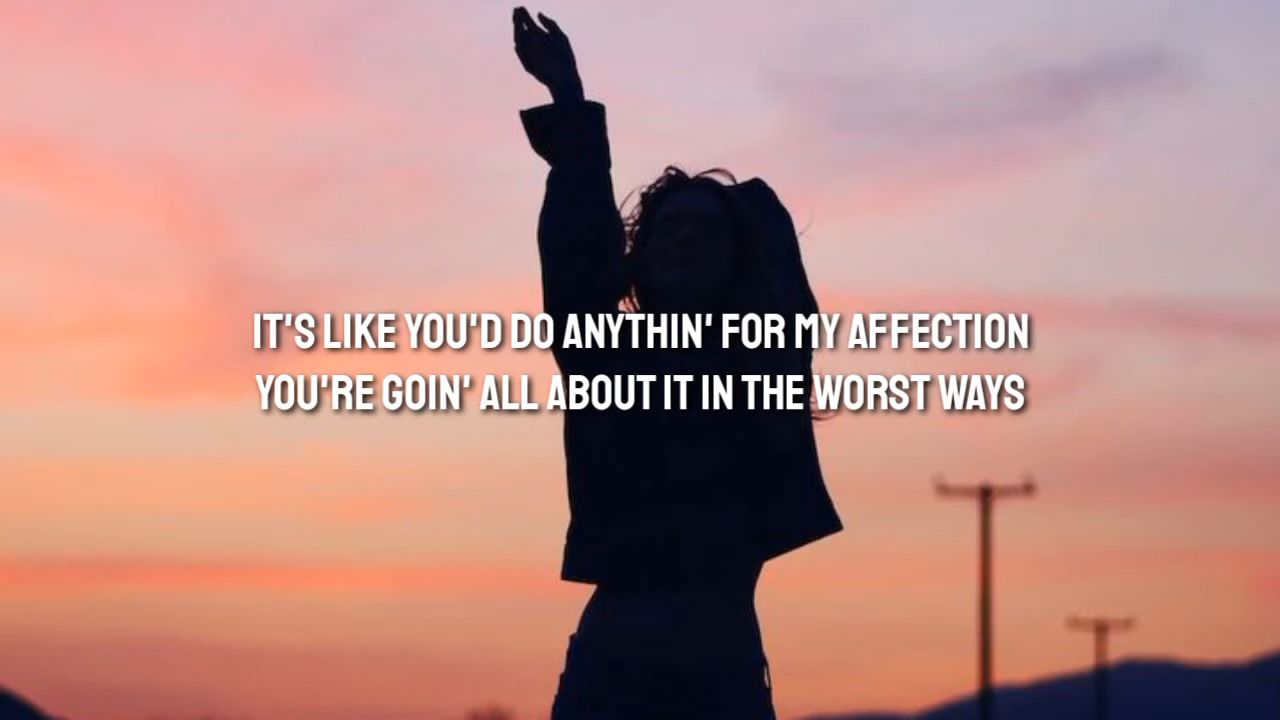 IT'S LIKE YOU'D DO ANYTHIN' FOR MY AFFECTION
YOU'RE GOIN' ALL ABOUT IT IN THE WORST WAYS